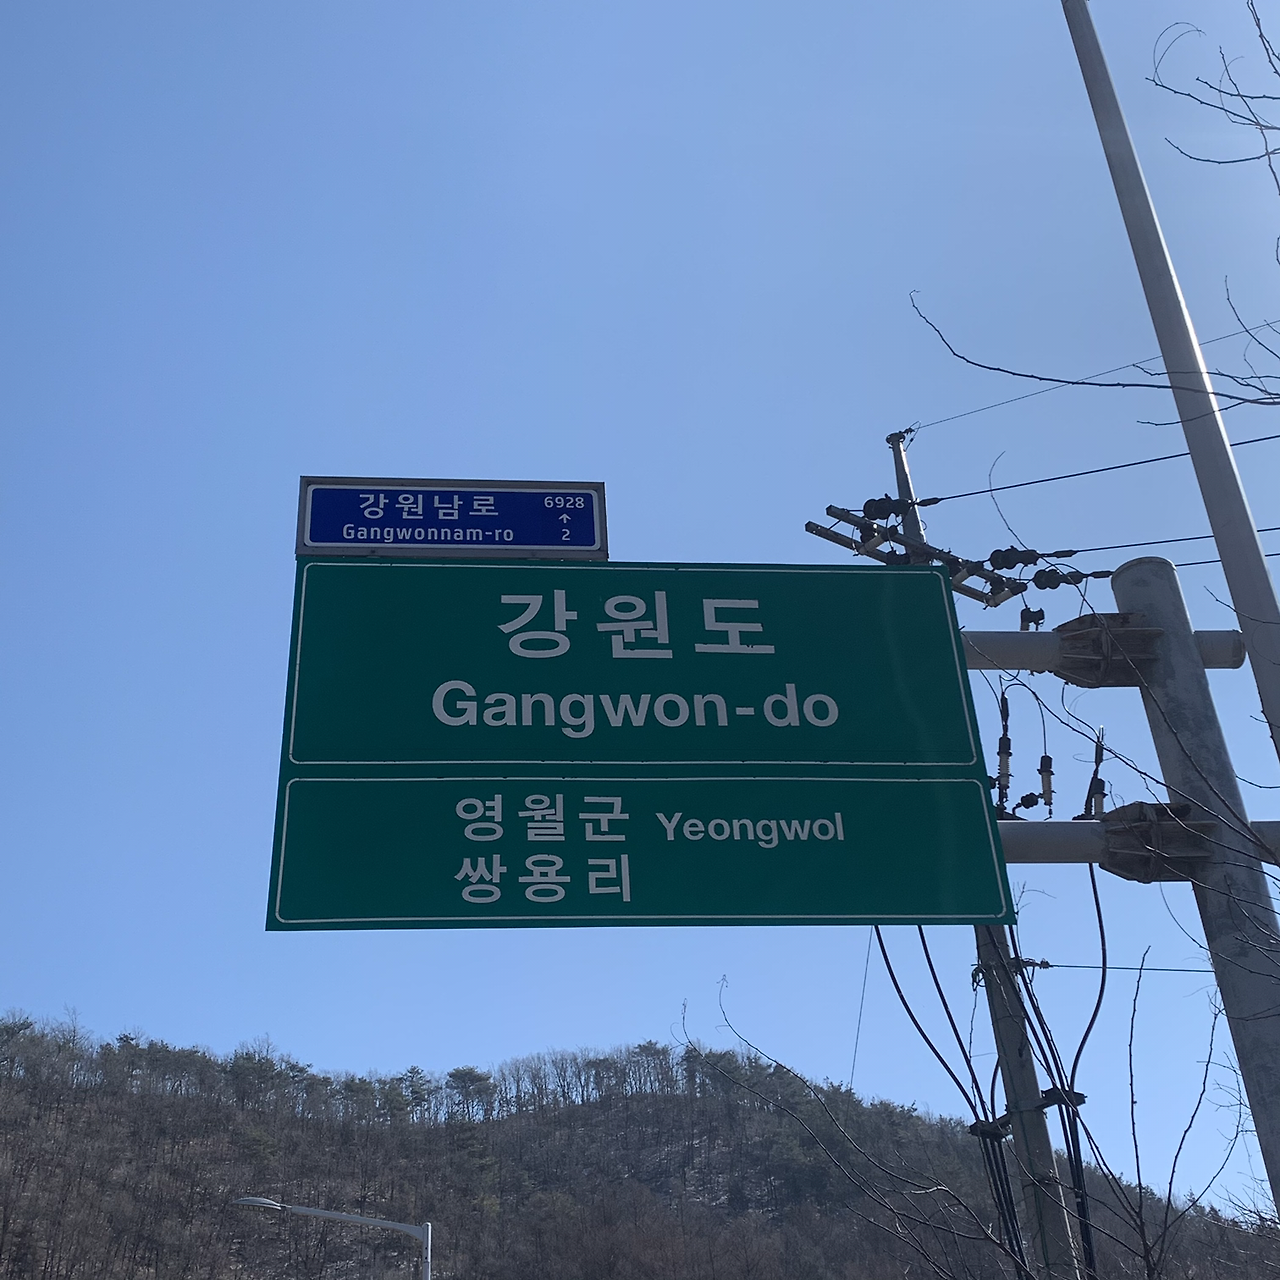 강원남로 6928
Gangwonnam-ro ↑ 2
강원도
Gangwon-do
영월군 Yeongwol
쌍용리